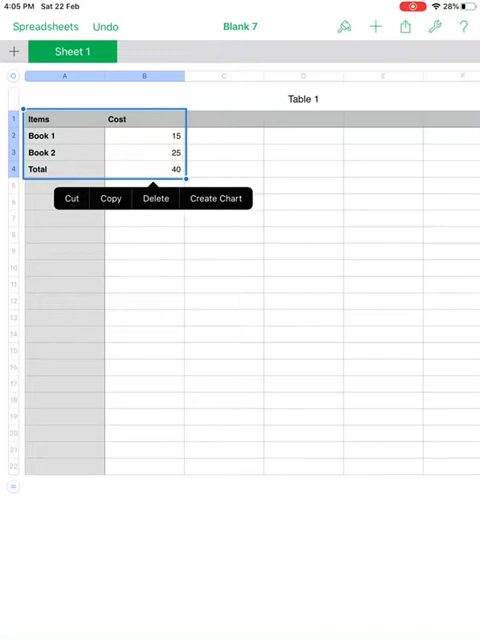 4:05 PM Sat 22 Feb 28%
Spreadsheets Undo Blank 7 ?
+ Sheet 1
A B C D E F
Table 1
1 Items Cost
2 Book 1 15
3 Book 2 25
4 Total 40
5
Cut Copy Delete Create Chart
6
7
8
9
10
11
12
13
14
15
16
17
18
19
20
21
22
=